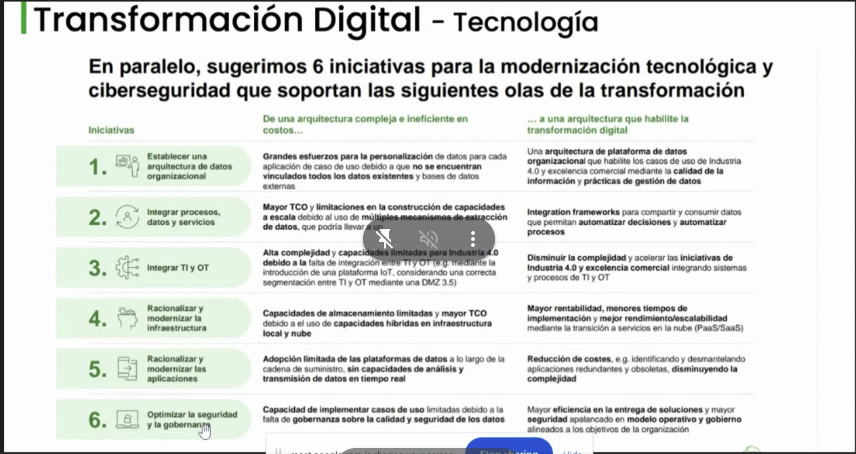 Transformación Digital - Tecnología
En paralelo, sugerimos 6 iniciativas para la modernización tecnológica y
ciberseguridad que soportan las siguientes olas de la transformación
Iniciativas
De una arquitectura compleja e ineficiente en
costos...
... a una arquitectura que habilite la
transformación digital
1.
Establecer una
arquitectura de datos
organizacional
Grandes esfuerzos para la personalización de datos para cada
aplicación de caso de uso debido a que no se encuentran
vinculados todos los datos existentes y bases de datos
externas
Una arquitectura de plataforma de datos
organizacional que habilite los casos de uso de Industria
4.0 y excelencia comercial mediante la calidad de la
información y prácticas de gestión de datos
2.
Integrar procesos,
datos y servicios
Mayor TCO y limitaciones en la construcción de capacidades
a escala debido al uso de múltiples mecanismos de extracción
de datos, que podría llevar a
Integration frameworks para compartir y consumir datos
que permitan automatizar decisiones y automatizar
procesos
3.
Integrar TI y OT
Alta complejidad y capacidades limitadas para Industria 4.0
debido a la falta de integración entre TI y OT (e.g. mediante la
introducción de una plataforma IoT, considerando una correcta
segmentación entre TI y OT mediante una DMZ 3.5)
Disminuir la complejidad y acelerar las iniciativas de
Industria 4.0 y excelencia comercial integrando sistemas
y procesos de TI y OT
4.
Racionalizar y
modernizar la
infraestructura
Capacidades de almacenamiento limitadas y mayor TCO
debido a el uso de capacidades híbridas en infraestructura
local y nube
Mayor rentabilidad, menores tiempos de
implementación y mejor rendimiento/escalabilidad
mediante la transición a servicios en la nube (PaaS/SaaS)
5.
Racionalizar y
modernizar las
aplicaciones
Adopción limitada de las plataformas de datos a lo largo de la
cadena de suministro, sin capacidades de análisis y
transmisión de datos en tiempo real
Reducción de costes, e.g. identificando y desmantelando
aplicaciones redundantes y obsoletas, disminuyendo la
complejidad
6.
Optimizar la seguridad
y la gobernanza
Capacidad de implementar casos de uso limitadas debido a la
falta de gobernanza sobre la calidad y seguridad de los datos
Mayor eficiencia en la entrega de soluciones y mayor
seguridad apalancado en modelo operativo y gobierno
alineados a los objetivos de la organización